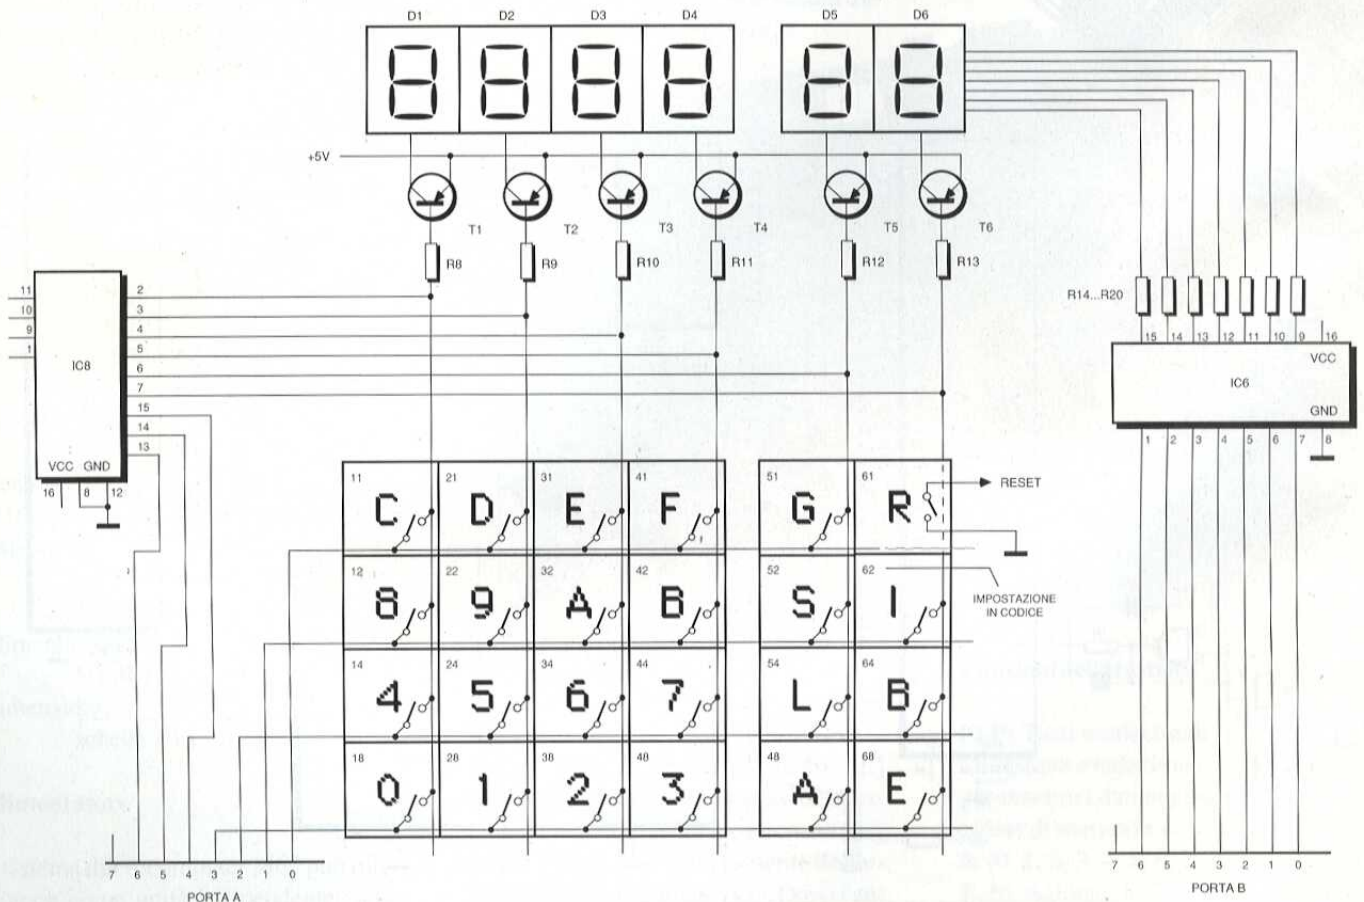 D1 D2 D3 D4 D5 D6
+5V
T1 T2 T3 T4 T5 T6
R8 R9 R10 R11 R12 R13
R14...R20
11 2
10 3
9 4
1 5
6
7
15
14
13
IC8
VCC GND
16 8 12
15 14 13 12 11 10 9 16
VCC
IC6
GND
1 2 3 4 5 6 7 8
11 C 21 D 31 E 41 F 51 G 61 R
RESET
12 8 22 9 32 A 42 B 52 S 62 I
IMPOSTAZIONE
IN CODICE
14 4 24 5 34 6 44 7 54 L 64 B
18 0 28 1 38 2 48 3 48 A 68 E
7 6 5 4 3 2 1 0
PORTA A
7 6 5 4 3 2 1 0
PORTA B